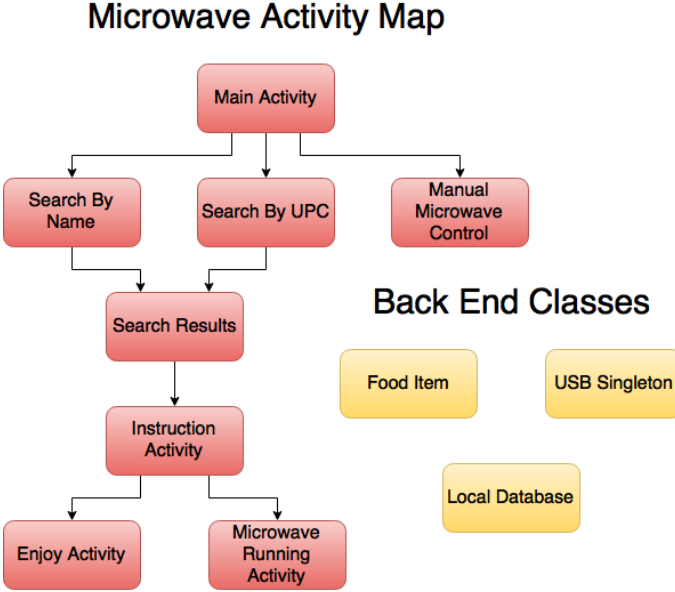 Microwave Activity Map
Main Activity
Search By
Name
Search By UPC
Manual
Microwave
Control
Search Results
Back End Classes
Food Item
USB Singleton
Instruction
Activity
Local Database
Enjoy Activity
Microwave
Running
Activity